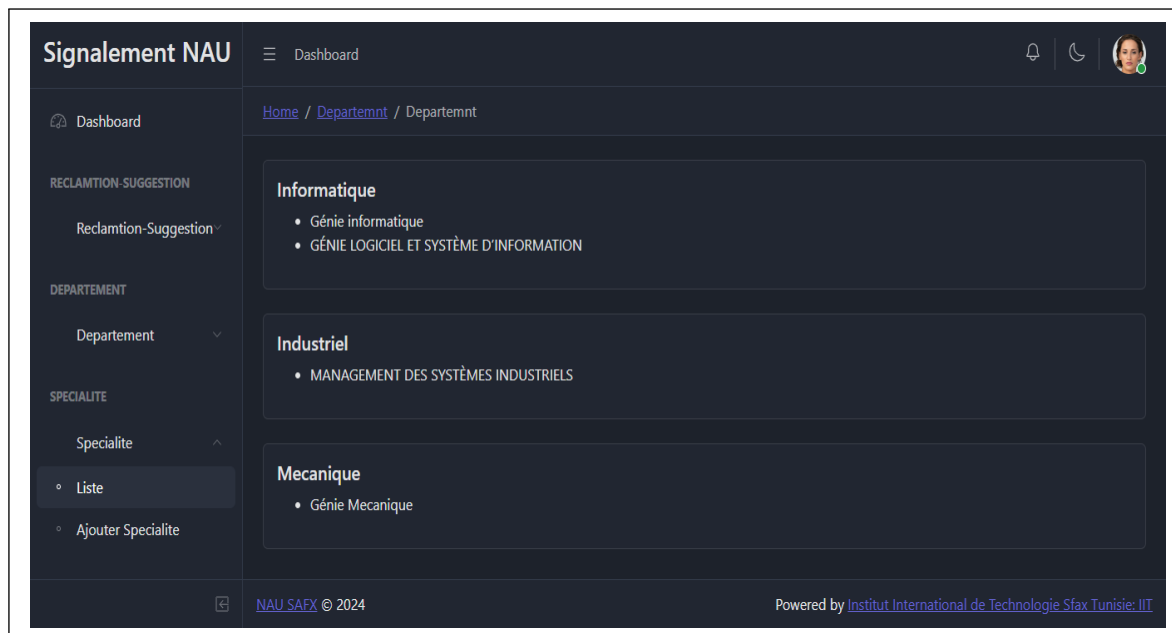 Signalement NAU
Dashboard
Dashboard
RECLAMTION-SUGGESTION
Reclamtion-Suggestion
DEPARTEMENT
Departement
SPECIALITE
Specialite
Liste
Ajouter Specialite
Home / Departemnt / Departemnt
Informatique
• Génie informatique
• GÉNIE LOGICIEL ET SYSTÈME D'INFORMATION
Industriel
• MANAGEMENT DES SYSTÈMES INDUSTRIELS
Mecanique
• Génie Mecanique
NAU SAFX © 2024
Powered by Institut International de Technologie Sfax Tunisie: IIT